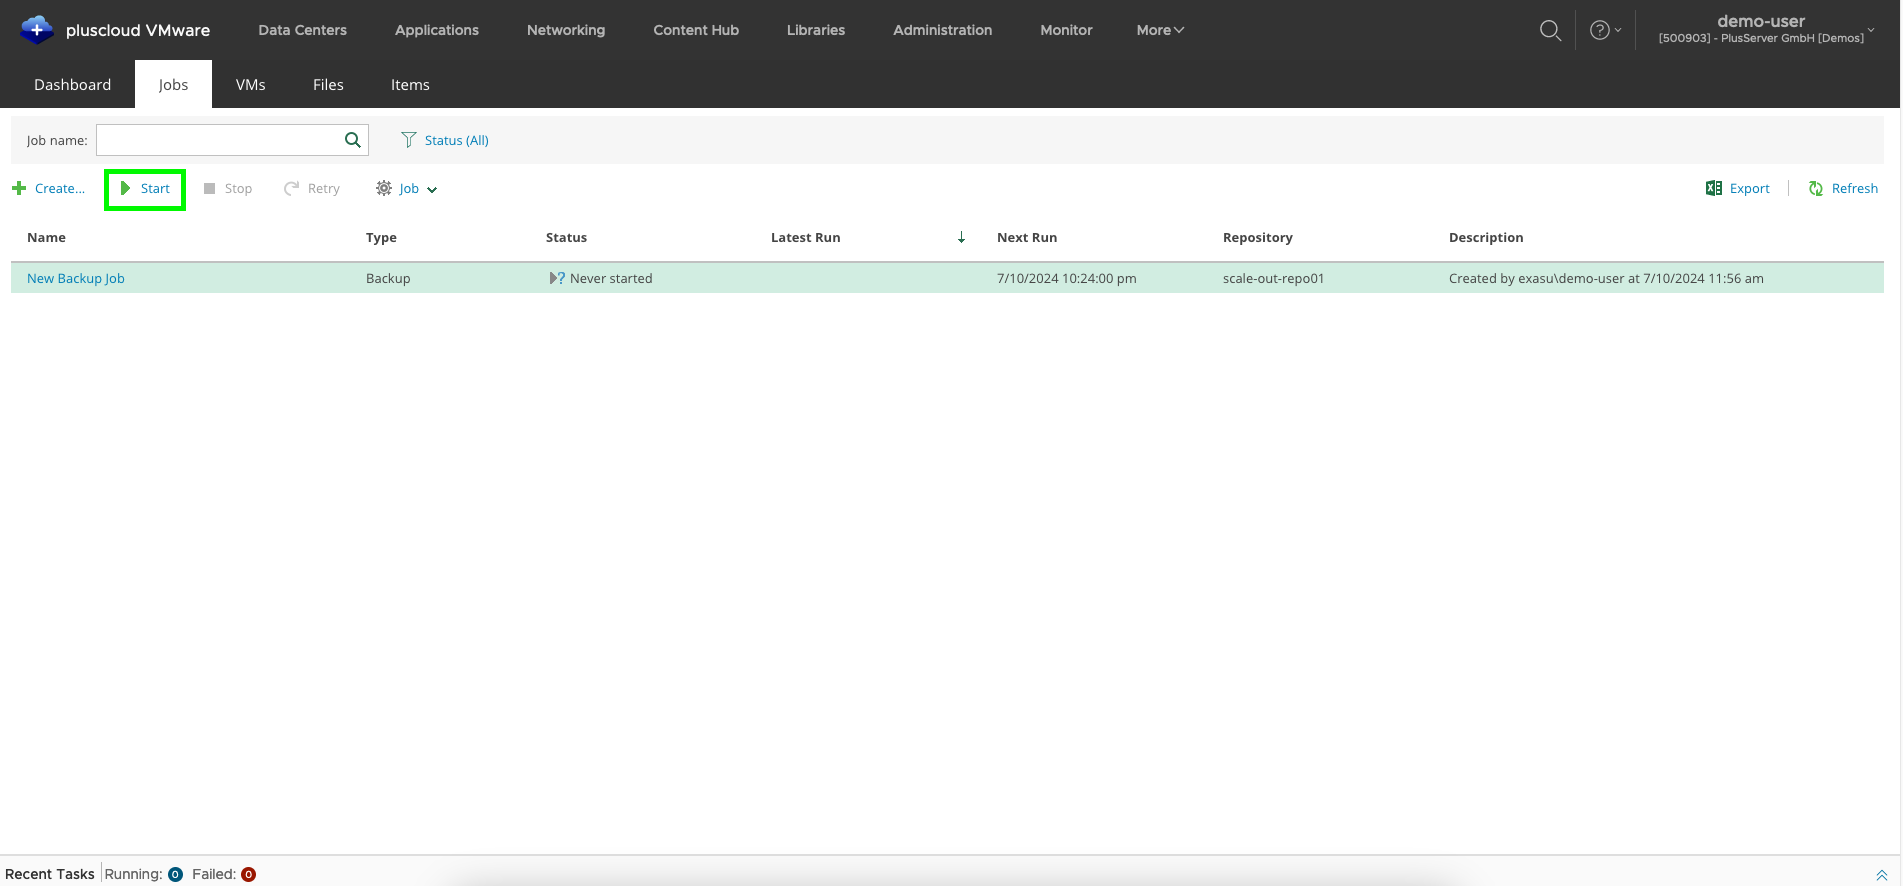 pluscloud VMware Data Centers Applications Networking Content Hub Libraries Administration Monitor More demo-user
[500903] - PlusServer GmbH [Demos]
Dashboard Jobs VMs Files Items
Job name: Status (All)
Create... Start Stop Retry Job Export Refresh
Name Type Status Latest Run Next Run Repository Description
New Backup Job Backup Never started 7/10/2024 10:24:00 pm scale-out-repo01 Created by exasu\demo-user at 7/10/2024 11:56 am
Recent Tasks Running: 0 Failed: 0